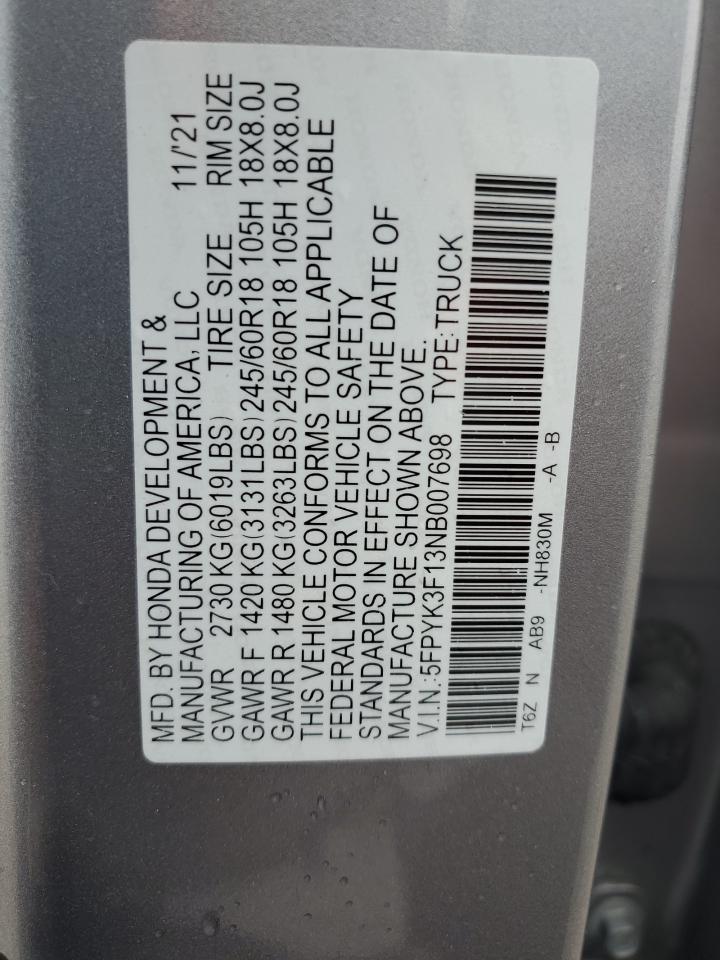 MFD. BY HONDA DEVELOPMENT &
MANUFACTURING OF AMERICA, LLC 11/'21
GVWR 2730 KG(6019LBS) TIRE SIZE RIM SIZE
GAWR F 1420 KG(3131LBS) 245/60R18 105H 18X8.0J
GAWR R 1480 KG(3263LBS) 245/60R18 105H 18X8.0J
THIS VEHICLE CONFORMS TO ALL APPLICABLE
FEDERAL MOTOR VEHICLE SAFETY
STANDARDS IN EFFECT ON THE DATE OF
MANUFACTURE SHOWN ABOVE.
V.I.N.:5FPYK3F13NB007698 TYPE:TRUCK
T6Z N AB9 -NH830M -A -B